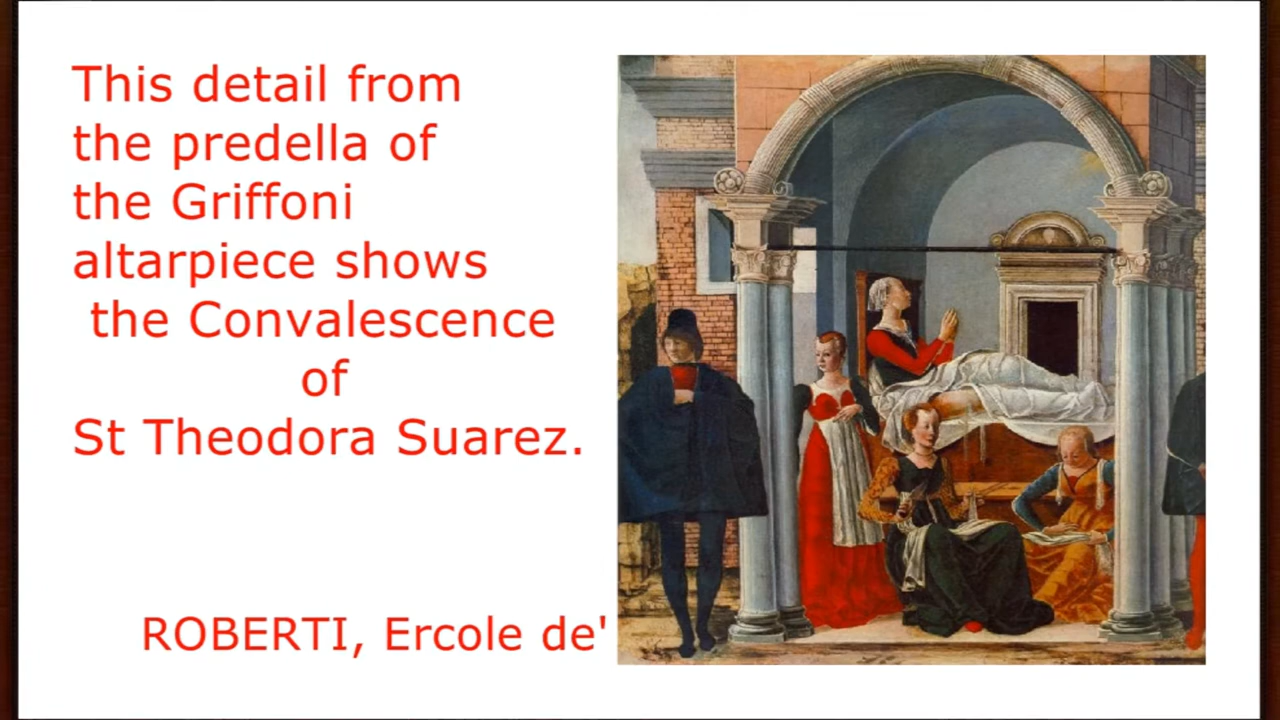 This detail from
the predella of
the Griffoni
altarpiece shows
the Convalescence
of
St Theodora Suarez.
ROBERTI, Ercole de'